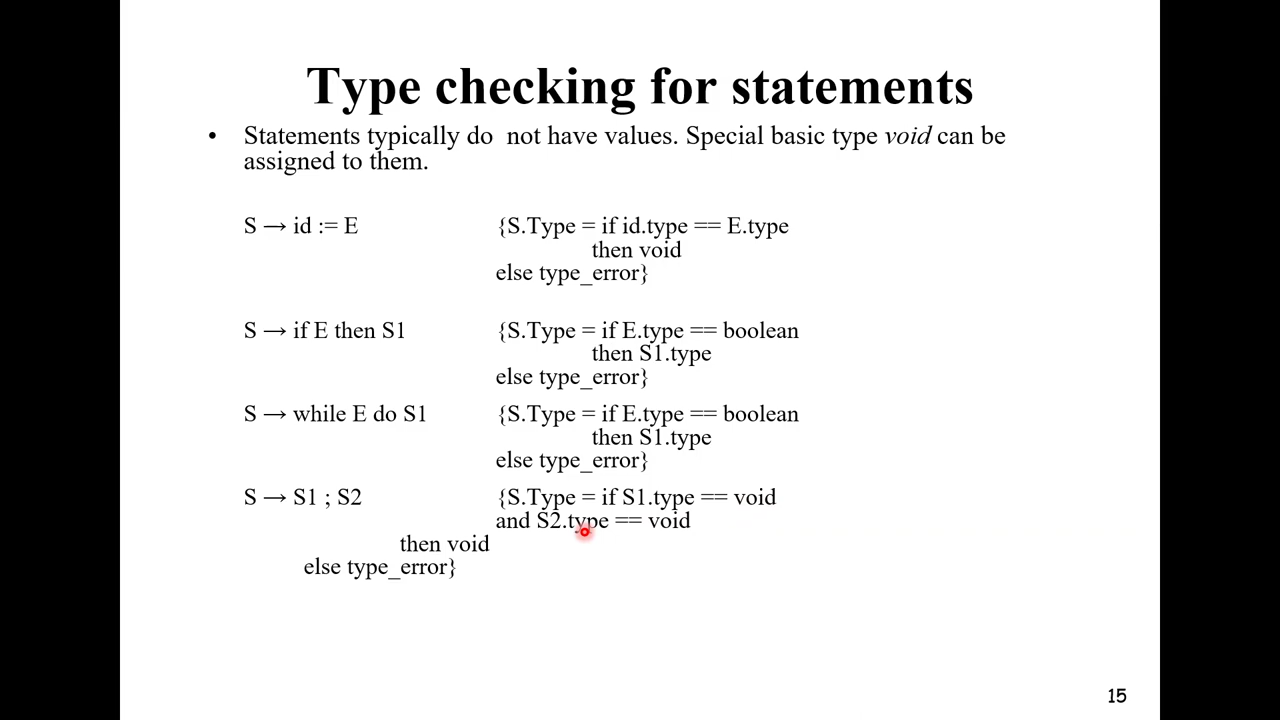 Type checking for statements
• Statements typically do not have values. Special basic type void can be
assigned to them.
S → id := E {S.Type = if id.type == E.type
then void
else type_error}
S → if E then S1 {S.Type = if E.type == boolean
then S1.type
else type_error}
S → while E do S1 {S.Type = if E.type == boolean
then S1.type
else type_error}
S → S1 ; S2 {S.Type = if S1.type == void
and S2.type == void
then void
else type_error}
15